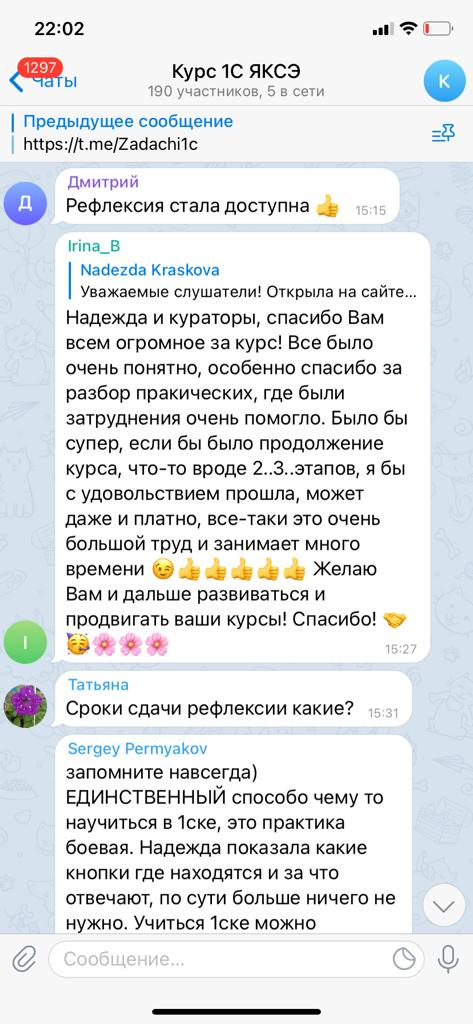 22:02
1297
Чаты
Курс 1С ЯКСЭ
190 участников, 5 в сети
К
Предыдущее сообщение
https://t.me/Zadachi1c
Дмитрий
Д
Рефлексия стала доступна 👍 15:15
Irina_B
Nadezda Kraskova
Уважаемые слушатели! Открыла на сайте...
Надежда и кураторы, спасибо Вам
всем огромное за курс! Все было
очень понятно, особенно спасибо за
разбор пракических, где были
затруднения очень помогло. Было бы
супер, если бы было продолжение
курса, что-то вроде 2..3..этапов, я бы
с удовольствием прошла, может
даже и платно, все-таки это очень
большой труд и занимает много
времени 😉👍👍👍👍👍 Желаю
Вам и дальше развиваться и
продвигать ваши курсы! Спасибо! 🤝
🥳🌸🌸🌸 15:27
I
Татьяна
Сроки сдачи рефлексии какие? 15:31
Sergey Permyakov
запомните навсегда)
ЕДИНСТВЕННЫЙ способо чему то
научиться в 1ске, это практика
боевая. Надежда показала какие
кнопки где находятся и за что
отвечают, по сути больше ничего не
нужно. Учиться 1ске можно
Сообщение...